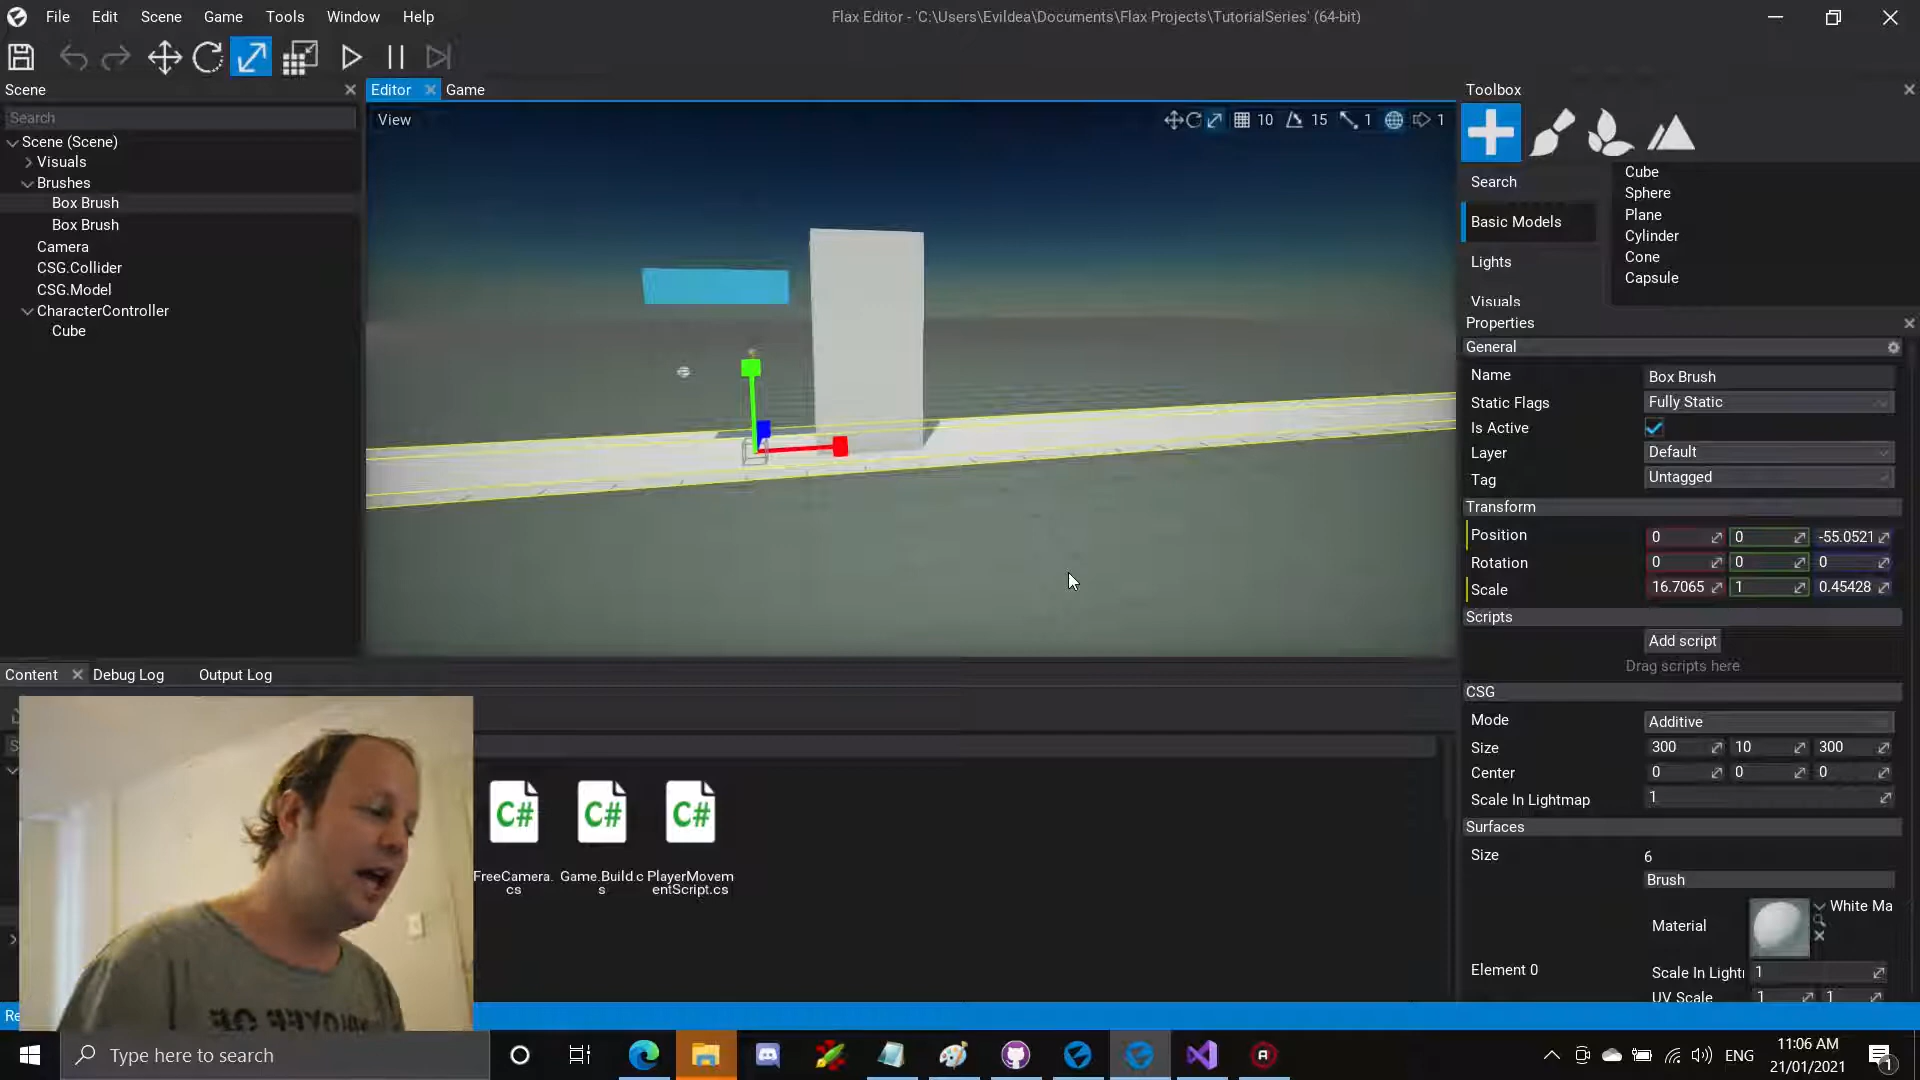 File Edit Scene Game Tools Window Help
Flax Editor - 'C:\Users\Evildea\Documents\Flax Projects\TutorialSeries' (64-bit)
Scene
Search
Scene (Scene)
Visuals
Brushes
Box Brush
Box Brush
Camera
CSG.Collider
CSG.Model
CharacterController
Cube
Editor Game
View
10 15 1 1
Toolbox
Search
Basic Models
Lights
Visuals
Cube
Sphere
Plane
Cylinder
Cone
Capsule
Properties
General
Name Box Brush
Static Flags Fully Static
Is Active
Layer Default
Tag Untagged
Transform
Position 0 0 -55.0521
Rotation 0 0 0
Scale 16.7065 1 0.45428
Scripts
Add script
Drag scripts here
CSG
Mode Additive
Size 300 10 300
Center 0 0 0
Scale In Lightmap 1
Surfaces
Size 6
Brush
Material White Ma
Element 0
Scale In Lightr 1
UV Scale 1 1
Content Debug Log Output Log
C# C# C#
FreeCamera.
cs
Game.Build.c
s
PlayerMovem
entScript.cs
Re
Type here to search
ENG
11:06 AM
21/01/2021
1